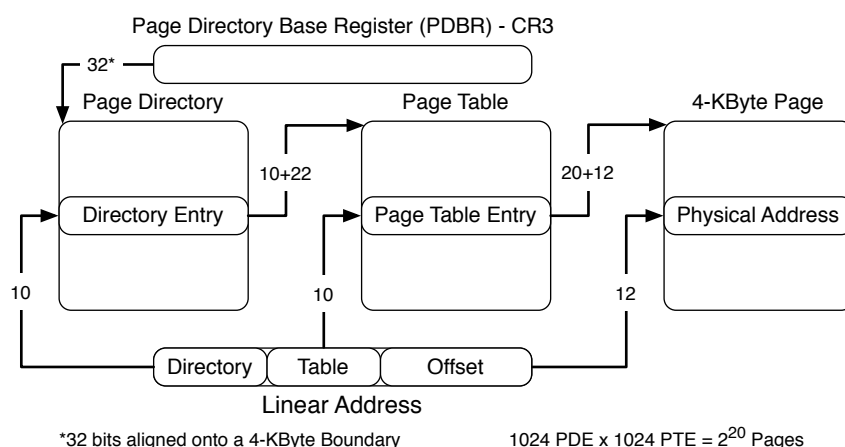 Page Directory Base Register (PDBR) - CR3
32*
Page Directory
Page Table
4-KByte Page
10+22
20+12
Directory Entry
Page Table Entry
Physical Address
10
10
12
Directory
Table
Offset
Linear Address
*32 bits aligned onto a 4-KByte Boundary
1024 PDE x 1024 PTE = 2^20 Pages